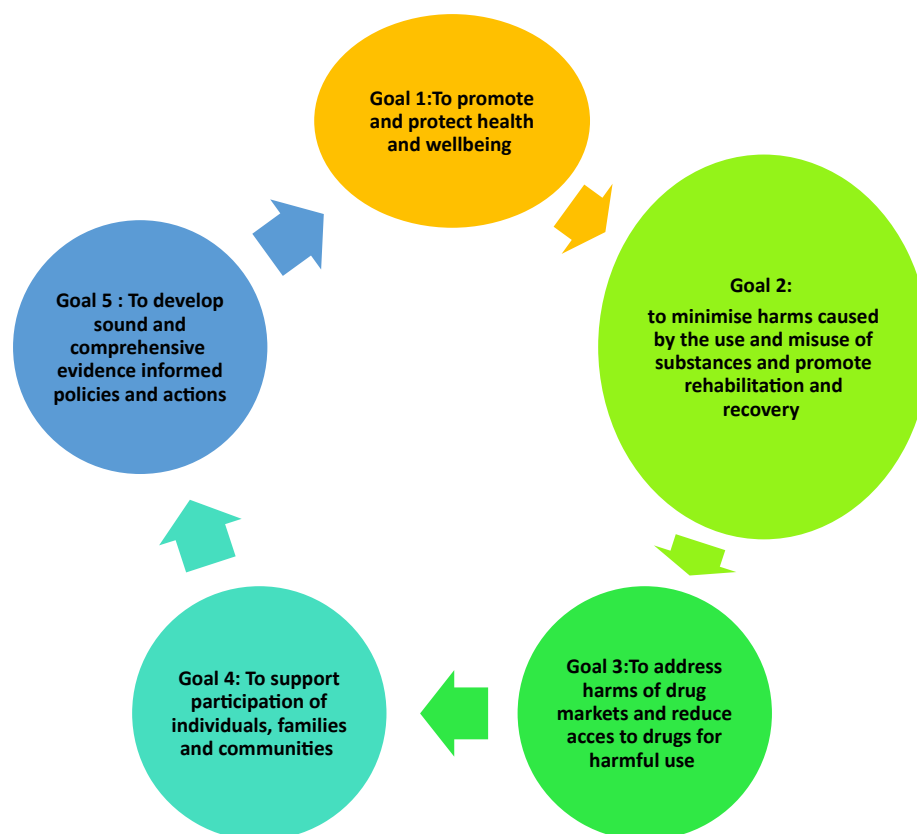 Goal 1:To promote
and protect health
and wellbeing
Goal 2:
to minimise harms caused
by the use and misuse of
substances and promote
rehabilitation and
recovery
Goal 3:To address
harms of drug
markets and reduce
acces to drugs for
harmful use
Goal 4: To support
participation of
individuals, families
and communities
Goal 5 : To develop
sound and
comprehensive
evidence informed
policies and actions